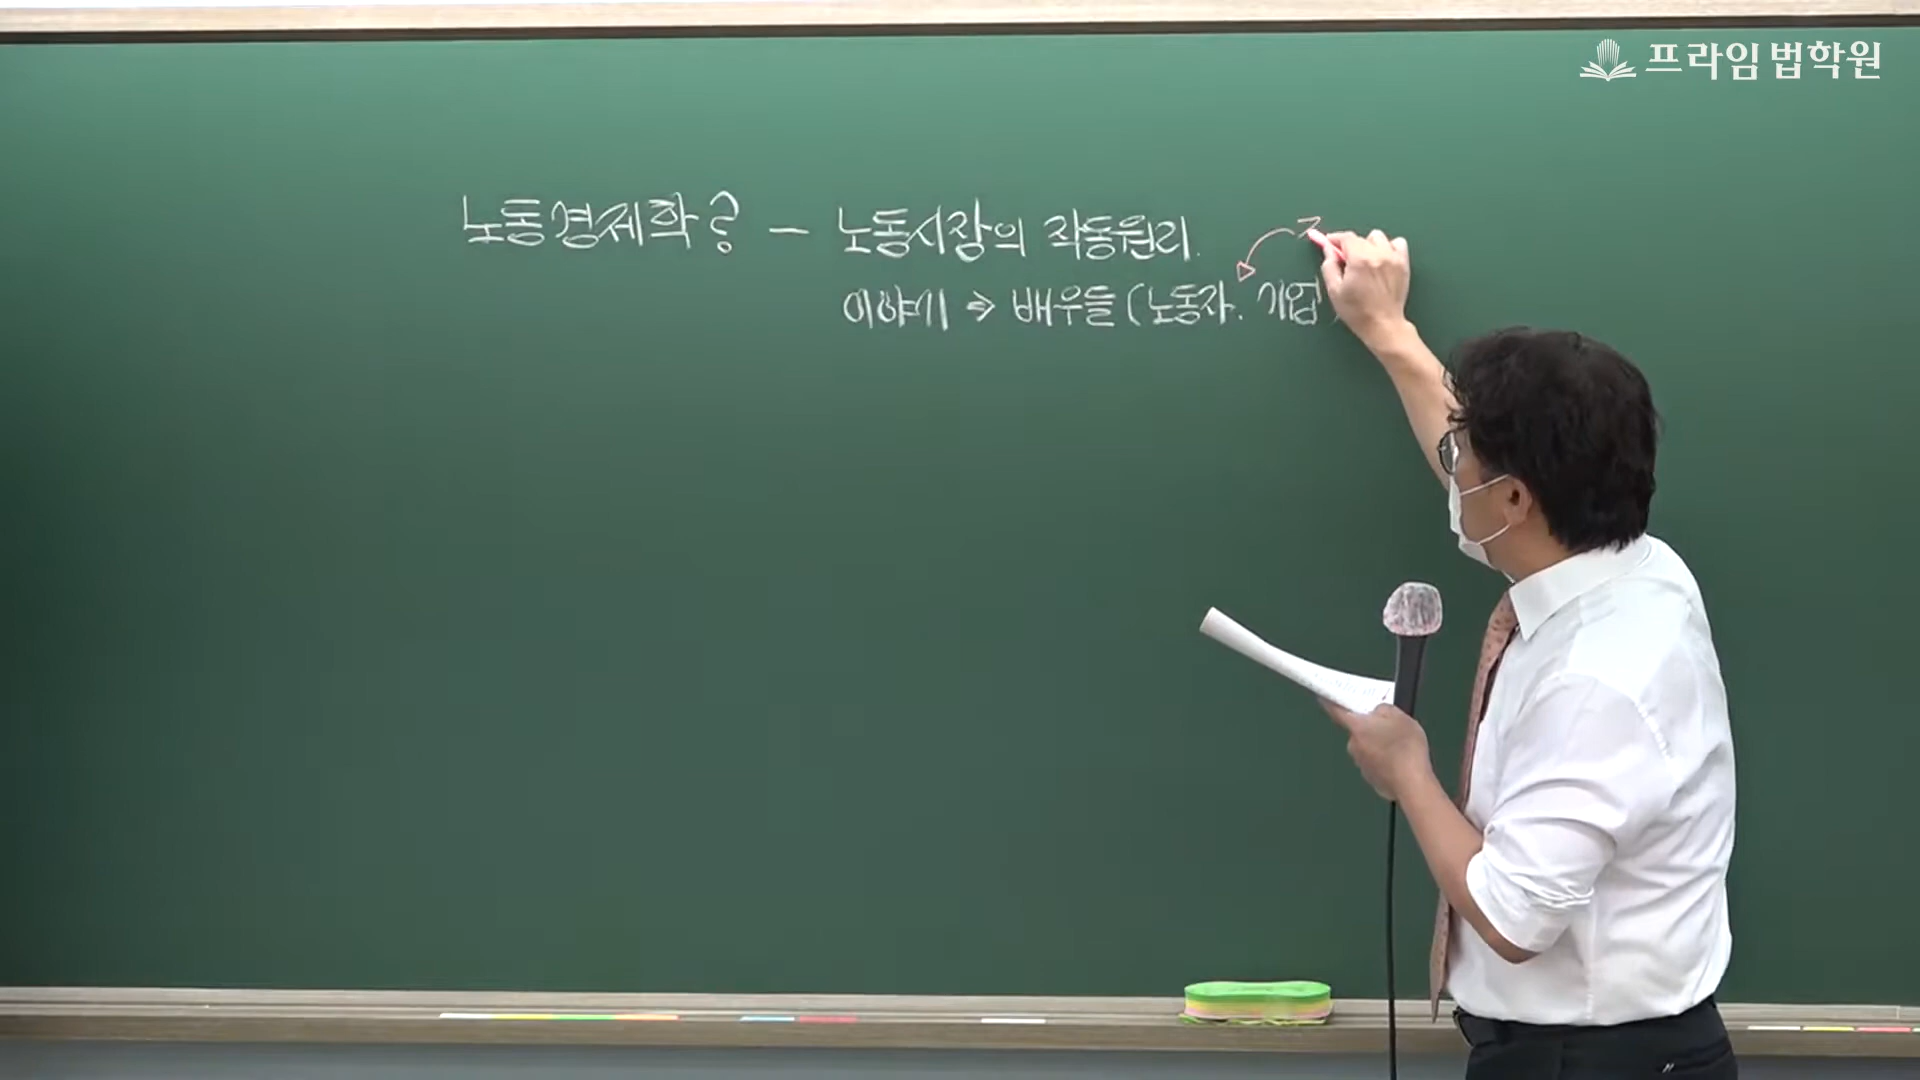 프라임법학원
노동경제학? - 노동시장의 작동원리.
이야기 ⇒ 배우들 (노동자. 기업)